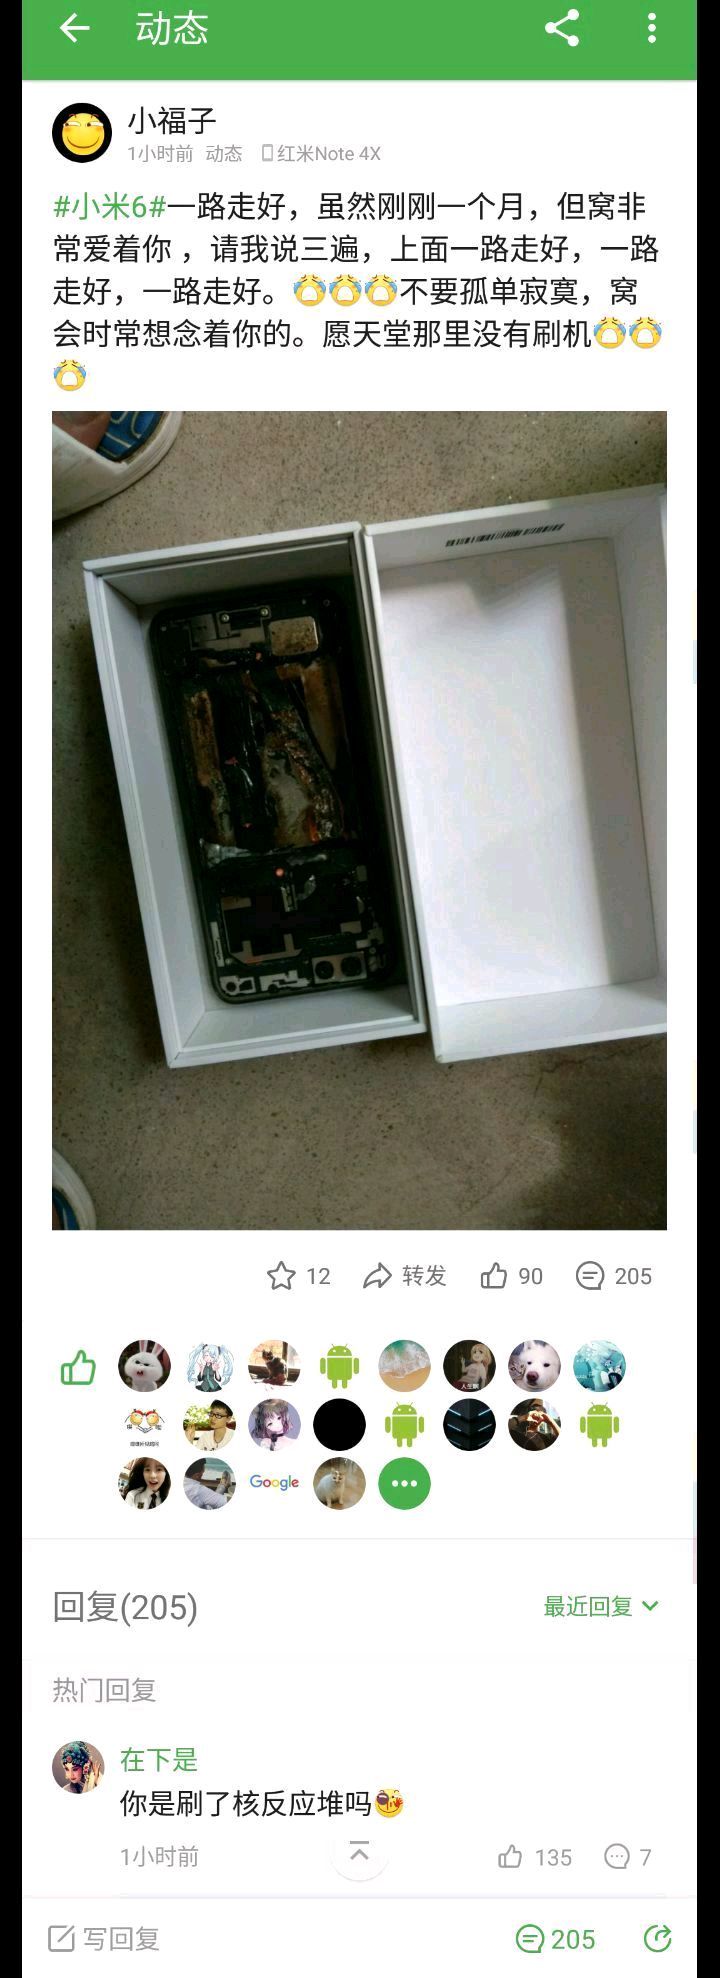 动态
小福子
1小时前 动态 红米Note 4X
#小米6#一路走好，虽然刚刚一个月，但窝非
常爱着你 ，请我说三遍，上面一路走好，一路
走好，一路走好。😭😭😭不要孤单寂寞，窝
会时常想念着你的。愿天堂那里没有刷机😭😭
😭
12 转发 90 205
人生啊
Google
回复(205)
最近回复
热门回复
在下是
你是刷了核反应堆吗
1小时前 135 7
写回复 205